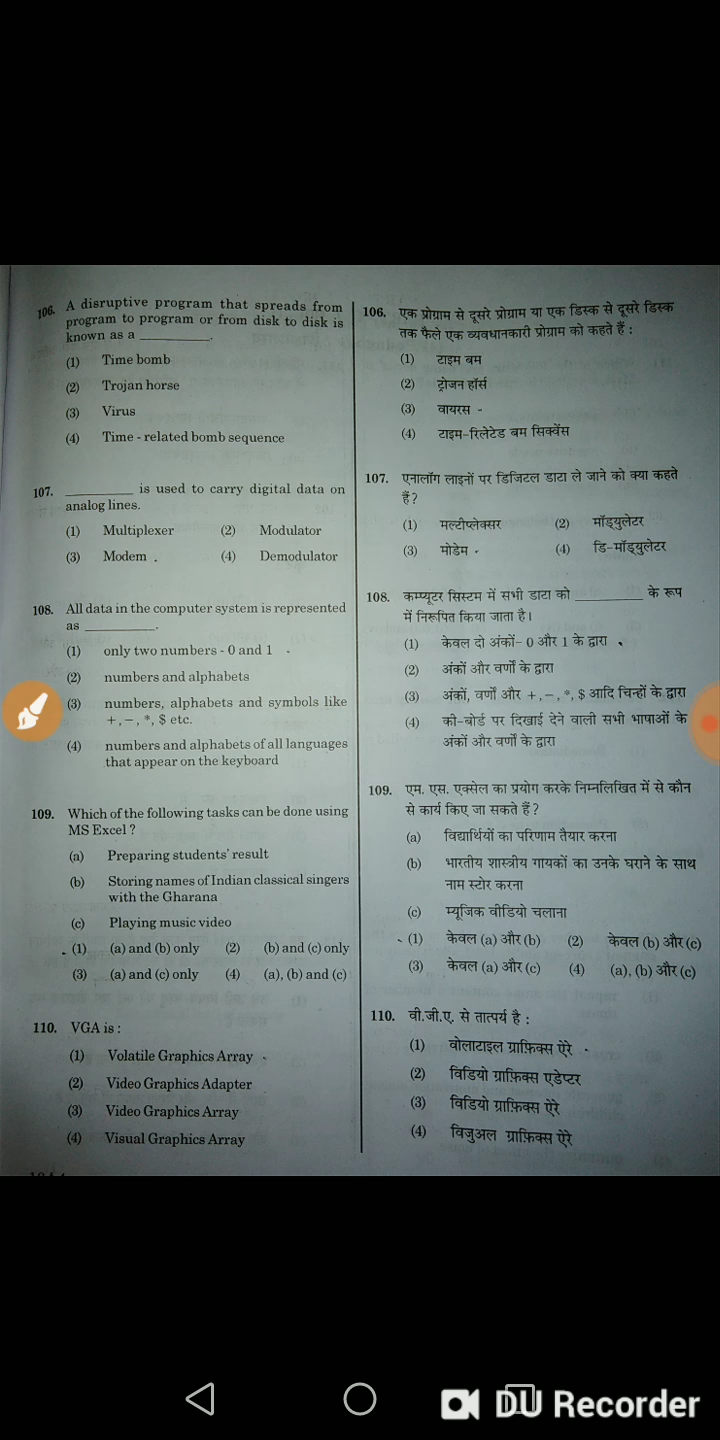 106. A disruptive program that spreads from
program to program or from disk to disk is
known as a __________.
(1) Time bomb
(2) Trojan horse
(3) Virus
(4) Time - related bomb sequence
107. __________ is used to carry digital data on
analog lines.
(1) Multiplexer (2) Modulator
(3) Modem . (4) Demodulator
108. All data in the computer system is represented
as __________.
(1) only two numbers - 0 and 1 -
(2) numbers and alphabets
(3) numbers, alphabets and symbols like
+, –, *, $ etc.
(4) numbers and alphabets of all languages
that appear on the keyboard
109. Which of the following tasks can be done using
MS Excel ?
(a) Preparing students' result
(b) Storing names of Indian classical singers
with the Gharana
(c) Playing music video
(1) (a) and (b) only (2) (b) and (c) only
(3) (a) and (c) only (4) (a), (b) and (c)
110. VGA is :
(1) Volatile Graphics Array -
(2) Video Graphics Adapter
(3) Video Graphics Array
(4) Visual Graphics Array
106. एक प्रोग्राम से दूसरे प्रोग्राम या एक डिस्क से दूसरे डिस्क
तक फैले एक व्यवधानकारी प्रोग्राम को कहते हैं :
(1) टाइम बम
(2) ट्रोजन हॉर्स
(3) वायरस -
(4) टाइम-रिलेटेड बम सिक्वेंस
107. एनालॉग लाइनों पर डिजिटल डाटा ले जाने को क्या कहते
हैं ?
(1) मल्टीप्लेक्सर (2) मॉड्युलेटर
(3) मोडेम . (4) डि-मॉड्युलेटर
108. कम्प्यूटर सिस्टम में सभी डाटा को __________ के रूप
में निरूपित किया जाता है।
(1) केवल दो अंकों- 0 और 1 के द्वारा
(2) अंकों और वर्णों के द्वारा
(3) अंकों, वर्णों और +, –, *, $ आदि चिन्हों के द्वारा
(4) की-बोर्ड पर दिखाई देने वाली सभी भाषाओं के
अंकों और वर्णों के द्वारा
109. एम. एस. एक्सेल का प्रयोग करके निम्नलिखित में से कौन
से कार्य किए जा सकते हैं ?
(a) विद्यार्थियों का परिणाम तैयार करना
(b) भारतीय शास्त्रीय गायकों का उनके घराने के साथ
नाम स्टोर करना
(c) म्यूजिक वीडियो चलाना
(1) केवल (a) और (b) (2) केवल (b) और (c)
(3) केवल (a) और (c) (4) (a), (b) और (c)
110. वी.जी.ए. से तात्पर्य है :
(1) वोलाटाइल ग्राफ़िक्स ऐरे -
(2) विडियो ग्राफ़िक्स एडेप्टर
(3) विडियो ग्राफ़िक्स ऐरे
(4) विजुअल ग्राफ़िक्स ऐरे
DU Recorder